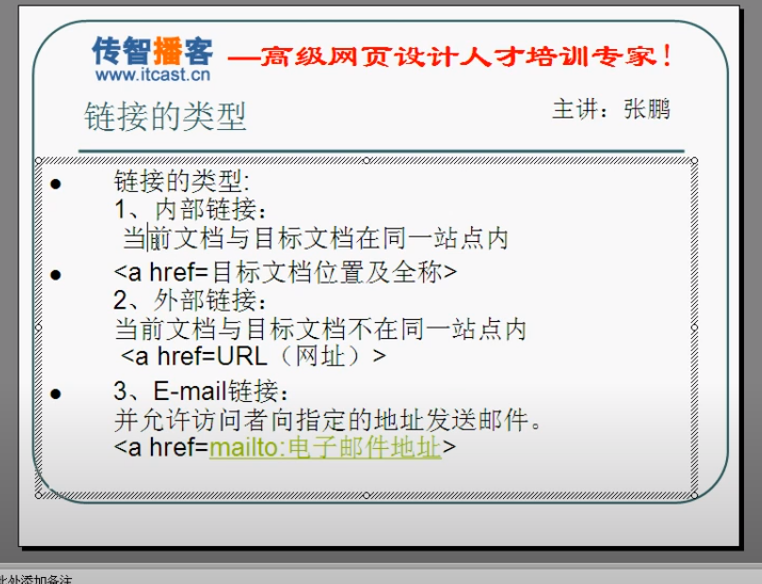 传智播客
www.itcast.cn
—高级网页设计人才培训专家!
链接的类型
主讲：张鹏
● 链接的类型:
1、内部链接：
当前文档与目标文档在同一站点内
● <a href=目标文档位置及全称>
2、外部链接：
当前文档与目标文档不在同一站点内
<a href=URL（网址）>
● 3、E-mail链接：
并允许访问者向指定的地址发送邮件。
<a href=mailto:电子邮件地址>
此处添加备注